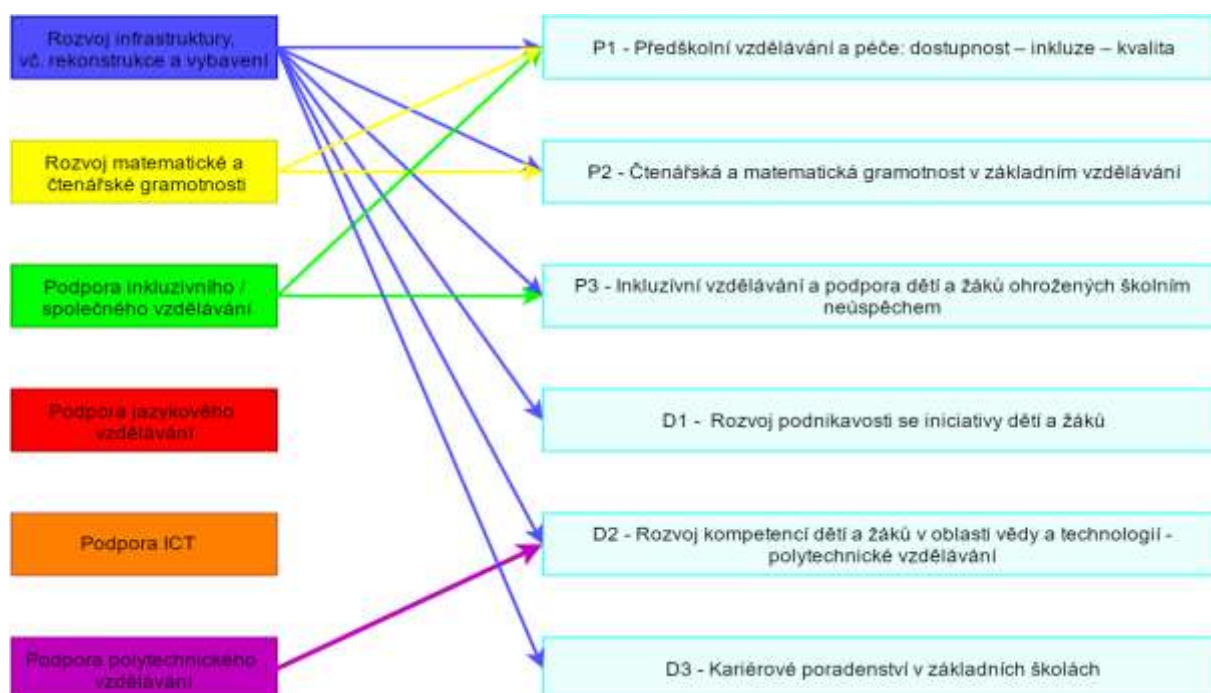 Rozvoj infrastruktury,
vč. rekonstrukce a vybavení
P1 - Předškolní vzdělávání a péče: dostupnost – inkluze – kvalita
Rozvoj matematické a
čtenářské gramotnosti
P2 - Čtenářská a matematická gramotnost v základním vzdělávání
Podpora inkluzivního /
společného vzdělávání
P3 - Inkluzívní vzdělávání a podpora dětí a žáků ohrožených školním
neúspěchem
Podpora jazykového
vzdělávání
D1 - Rozvoj podnikavosti se iniciativy dětí a žáků
Podpora ICT
D2 - Rozvoj kompetencí dětí a žáků v oblasti vědy a technologií -
polytechnické vzdělávání
Podpora polytechnického
vzdělávání
D3 - Kariérové poradenství v základních školách